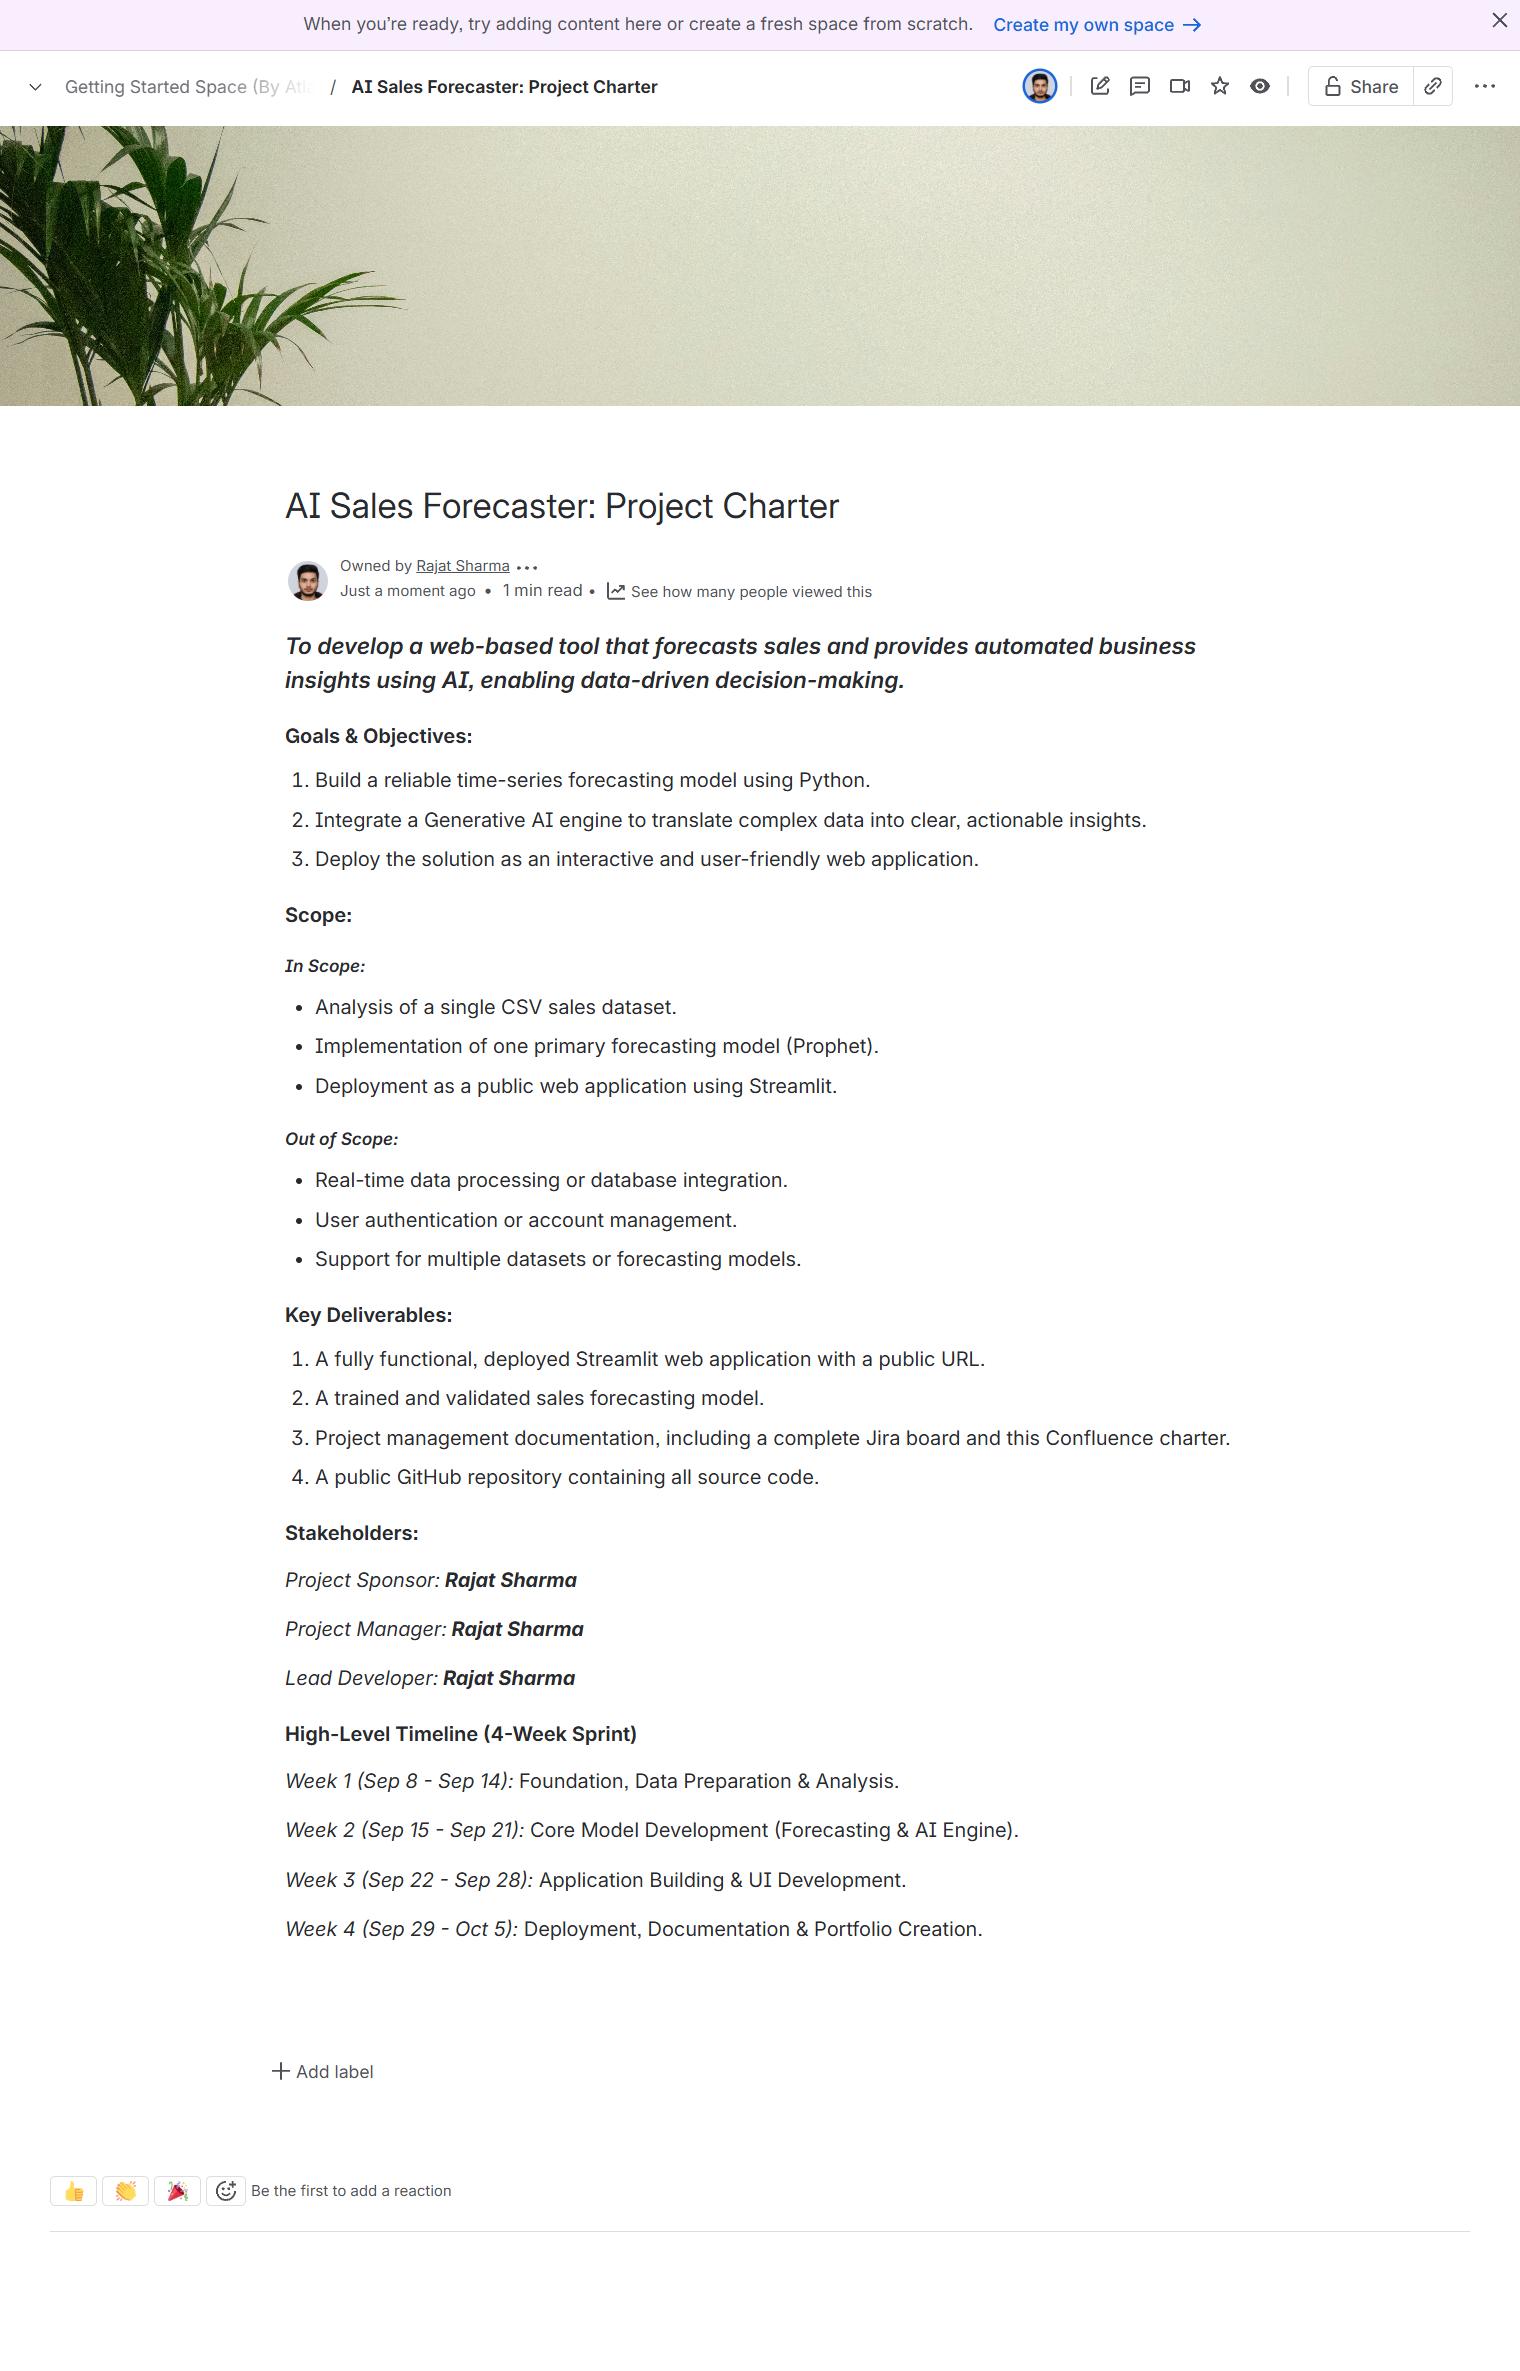 When you're ready, try adding content here or create a fresh space from scratch. Create my own space →
Getting Started Space (By Atla / AI Sales Forecaster: Project Charter Share
AI Sales Forecaster: Project Charter
Owned by Rajat Sharma
Just a moment ago • 1 min read • See how many people viewed this
To develop a web-based tool that forecasts sales and provides automated business
insights using AI, enabling data-driven decision-making.
Goals & Objectives:
1. Build a reliable time-series forecasting model using Python.
2. Integrate a Generative AI engine to translate complex data into clear, actionable insights.
3. Deploy the solution as an interactive and user-friendly web application.
Scope:
In Scope:
• Analysis of a single CSV sales dataset.
• Implementation of one primary forecasting model (Prophet).
• Deployment as a public web application using Streamlit.
Out of Scope:
• Real-time data processing or database integration.
• User authentication or account management.
• Support for multiple datasets or forecasting models.
Key Deliverables:
1. A fully functional, deployed Streamlit web application with a public URL.
2. A trained and validated sales forecasting model.
3. Project management documentation, including a complete Jira board and this Confluence charter.
4. A public GitHub repository containing all source code.
Stakeholders:
Project Sponsor: Rajat Sharma
Project Manager: Rajat Sharma
Lead Developer: Rajat Sharma
High-Level Timeline (4-Week Sprint)
Week 1 (Sep 8 - Sep 14): Foundation, Data Preparation & Analysis.
Week 2 (Sep 15 - Sep 21): Core Model Development (Forecasting & AI Engine).
Week 3 (Sep 22 - Sep 28): Application Building & UI Development.
Week 4 (Sep 29 - Oct 5): Deployment, Documentation & Portfolio Creation.
Add label
Be the first to add a reaction